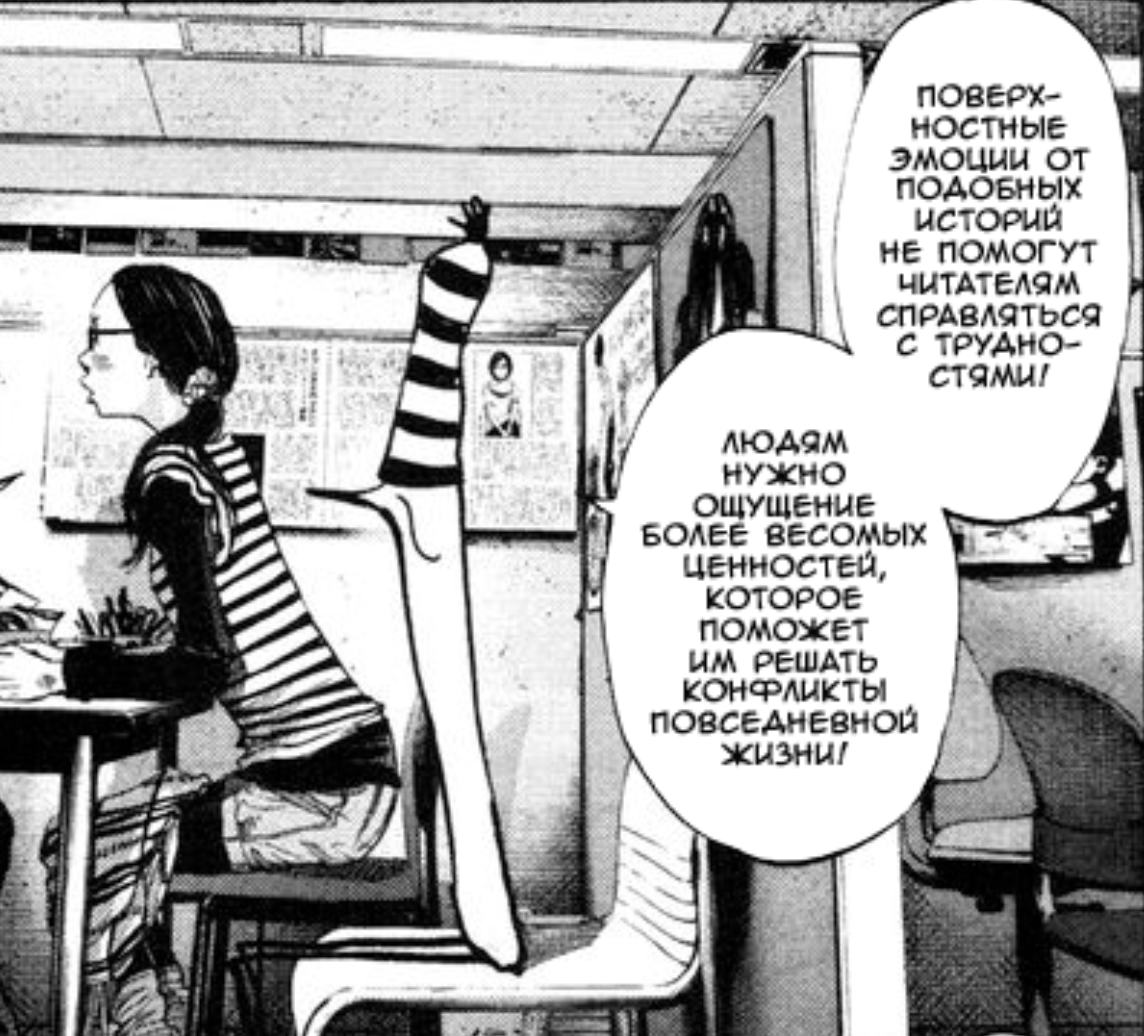 ПОВЕРХ-
НОСТНЫЕ
ЭМОЦИИ ОТ
ПОДОБНЫХ
ИСТОРИЙ
НЕ ПОМОГУТ
ЧИТАТЕЛЯМ
СПРАВЛЯТЬСЯ
С ТРУДНО-
СТЯМИ!
ЛЮДЯМ
НУЖНО
ОЩУЩЕНИЕ
БОЛЕЕ ВЕСОМЫХ
ЦЕННОСТЕЙ,
КОТОРОЕ
ПОМОЖЕТ
ИМ РЕШАТЬ
КОНФЛИКТЫ
ПОВСЕДНЕВНОЙ
ЖИЗНИ!